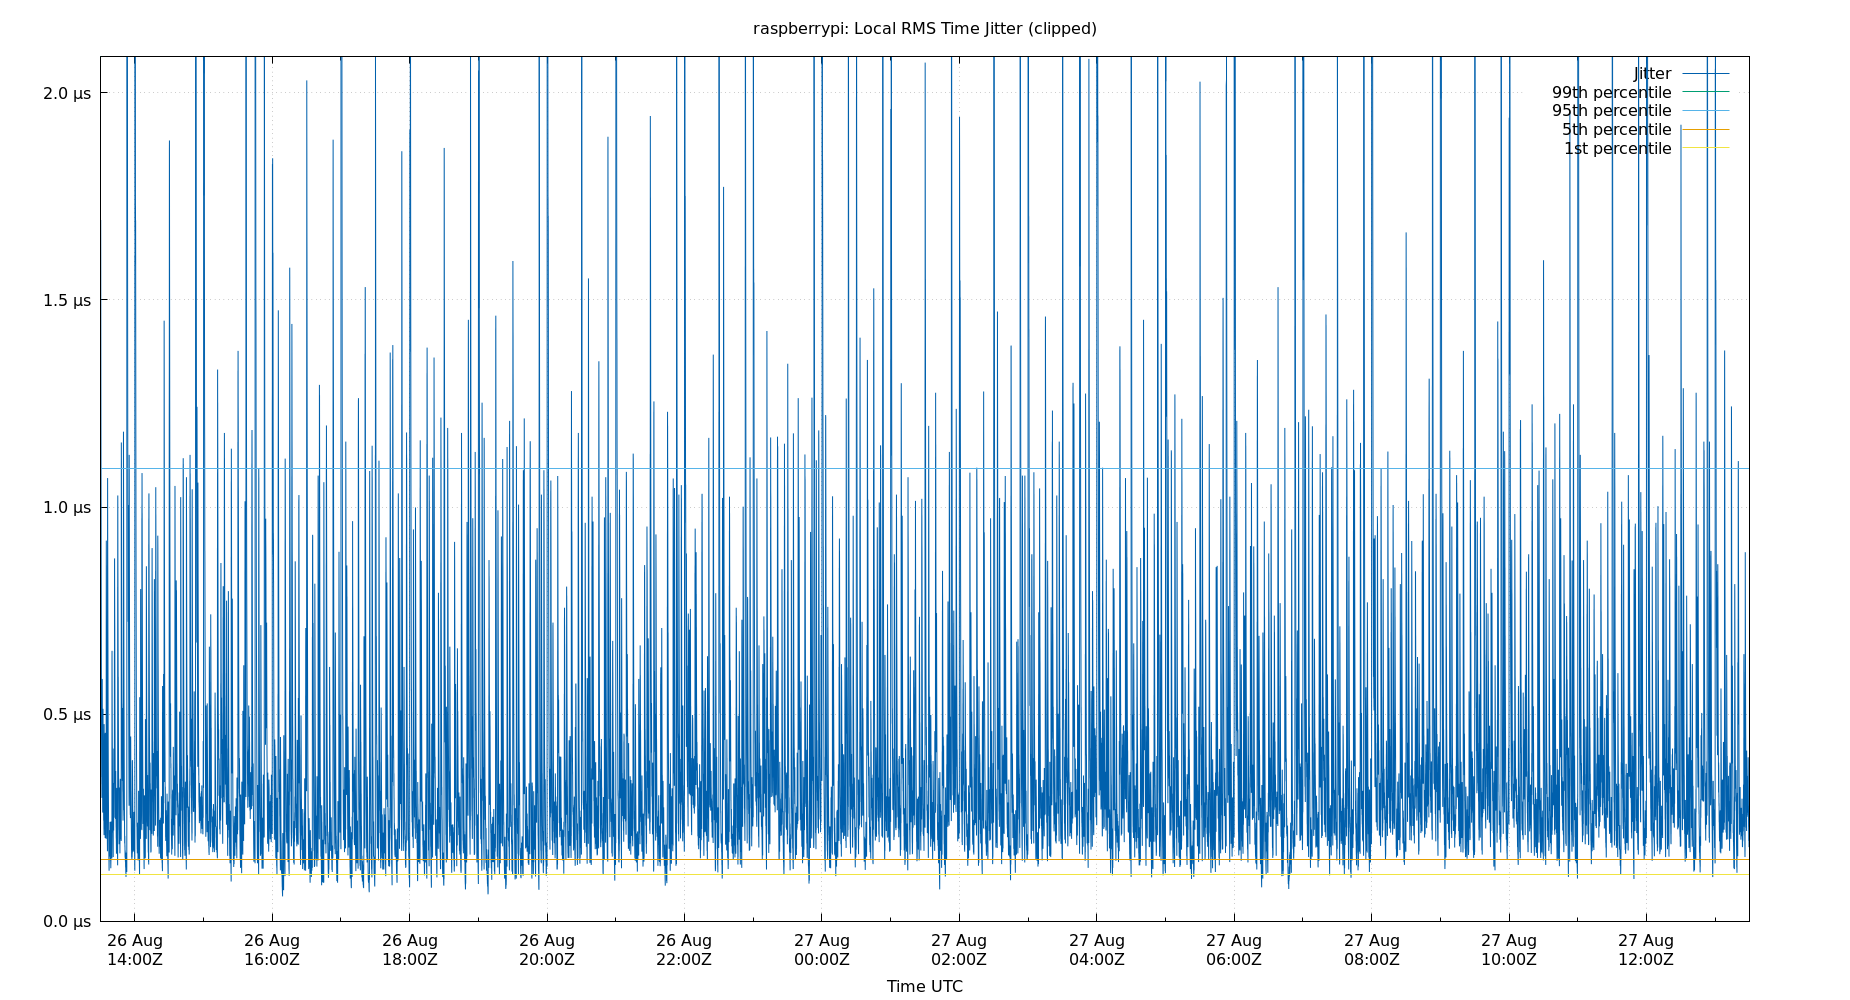 raspberrypi: Local RMS Time Jitter (clipped)
Jitter
99th percentile
95th percentile
5th percentile
1st percentile
2.0 μs
1.5 μs
1.0 μs
0.5 μs
0.0 μs
26 Aug 26 Aug 26 Aug 26 Aug 26 Aug 27 Aug 27 Aug 27 Aug 27 Aug 27 Aug 27 Aug 27 Aug
14:00Z 16:00Z 18:00Z 20:00Z 22:00Z 00:00Z 02:00Z 04:00Z 06:00Z 08:00Z 10:00Z 12:00Z
Time UTC